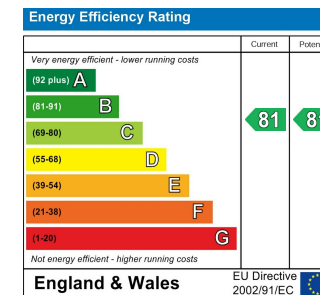 Energy Efficiency Rating
Current Poten
Very energy efficient - lower running costs
(92 plus) A
(81-91) B
81 8
(69-80) C
(55-68) D
(39-54) E
(21-38) F
(1-20) G
Not energy efficient - higher running costs
England & Wales
EU Directive
2002/91/EC